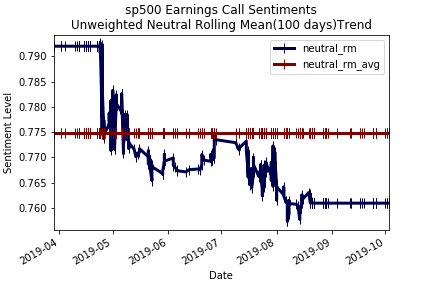 sp500 Earnings Call Sentiments
Unweighted Neutral Rolling Mean(100 days)Trend
neutral_rm
neutral_rm_avg
Sentiment Level
0.790
0.785
0.780
0.775
0.770
0.765
0.760
2019-04
2019-05
2019-06
2019-07
2019-08
2019-09
2019-10
Date